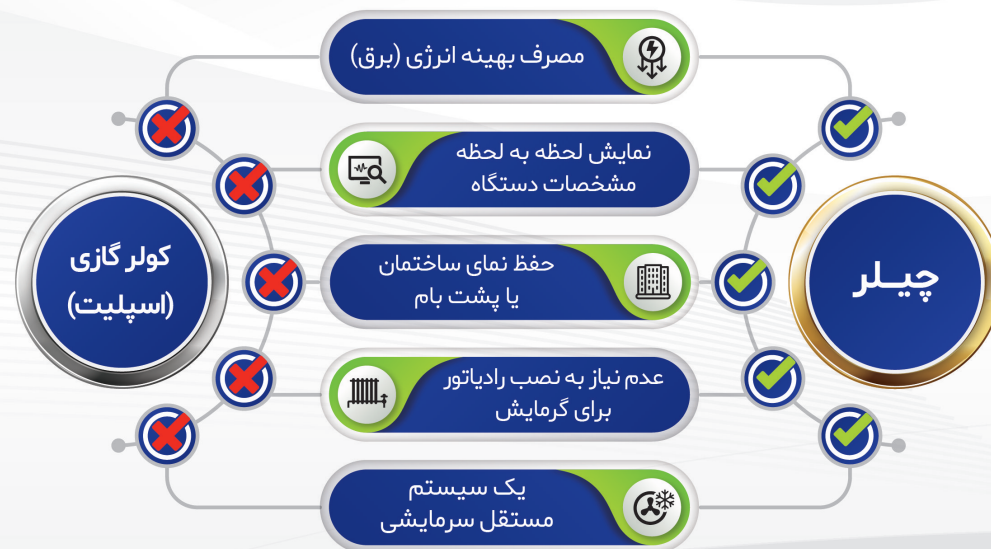 مصرف بهینه انرژی (برق)
نمایش لحظه به لحظه
مشخصات دستگاه
حفظ نمای ساختمان
یا پشت بام
عدم نیاز به نصب رادیاتور
برای گرمایش
یک سیستم
مستقل سرمایشی
چیـلر
کولر گازی
(اسپلیت)